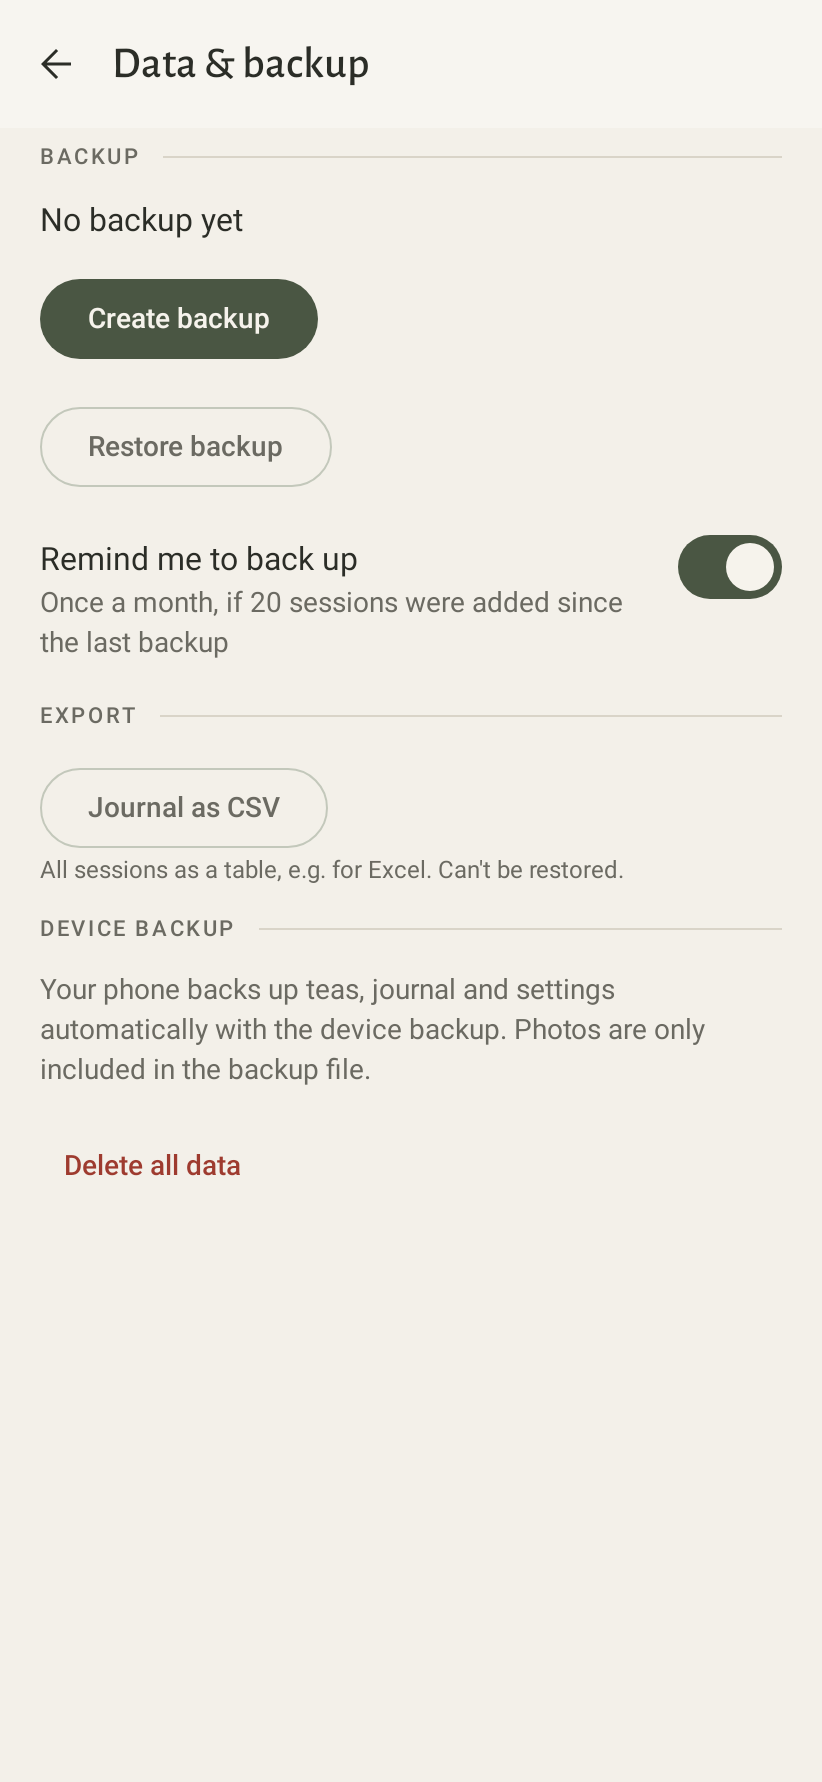 Data & backup
BACKUP
No backup yet
Create backup
Restore backup
Remind me to back up
Once a month, if 20 sessions were added since
the last backup
EXPORT
Journal as CSV
All sessions as a table, e.g. for Excel. Can't be restored.
DEVICE BACKUP
Your phone backs up teas, journal and settings
automatically with the device backup. Photos are only
included in the backup file.
Delete all data